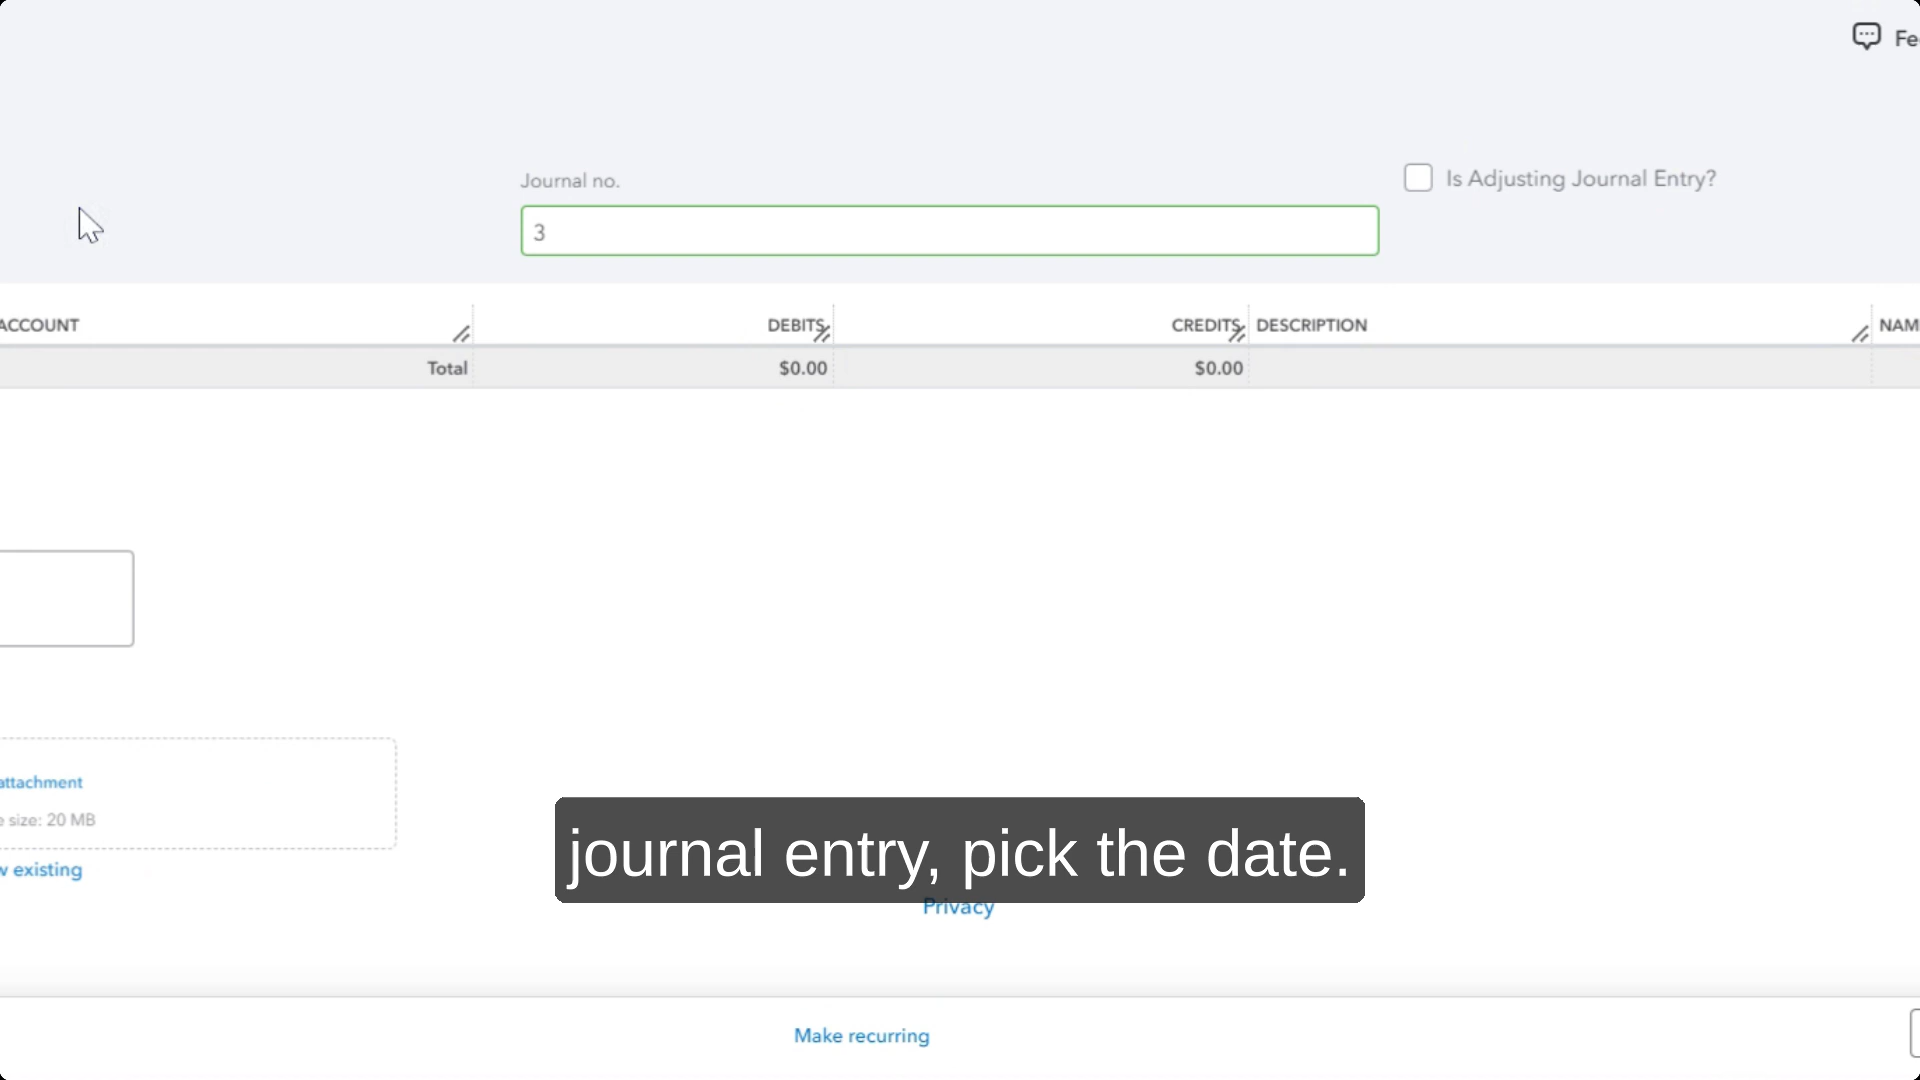 Fe
Journal no.
Is Adjusting Journal Entry?
3
ACCOUNT DEBITS CREDITS DESCRIPTION NAM
Total $0.00 $0.00
attachment
e size: 20 MB
w existing
journal entry, pick the date.
Privacy
Make recurring